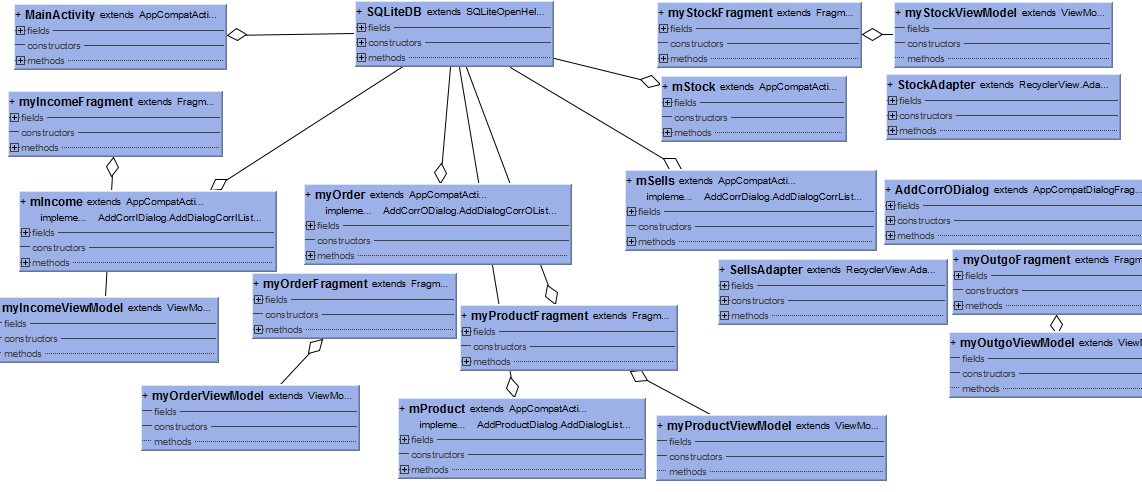 + MainActivity extends AppCompatActi...
fields
constructors
methods
+ SQLiteDB extends SQLiteOpenHel...
fields
constructors
methods
+ myStockFragment extends Fragm...
fields
constructors
methods
+ myStockViewModel extends ViewMo...
fields
constructors
methods
+ mStock extends AppCompatActi...
fields
constructors
methods
+ StockAdapter extends RecyclerView.Ada...
fields
constructors
methods
+ myIncomeFragment extends Fragm...
fields
constructors
methods
+ mIncome extends AppCompatActi...
impleme... AddCorrIDialog.AddDialogCorrIList...
fields
constructors
methods
+ myOrder extends AppCompatActi...
impleme... AddCorrODialog.AddDialogCorrOList...
fields
constructors
methods
+ mSells extends AppCompatActi...
impleme... AddCorrDialog.AddDialogCorrList...
fields
constructors
methods
+ AddCorrODialog extends AppCompatDialogFrag...
fields
constructors
methods
+ myOrderFragment extends Fragm...
fields
constructors
methods
+ SellsAdapter extends RecyclerView.Ada...
fields
constructors
methods
+ myOutgoFragment extends Fragm
fields
constructors
methods
myIncomeViewModel extends ViewMo...
fields
constructors
methods
+ myProductFragment extends Fragm...
fields
constructors
methods
+ myOutgoViewModel extends View
fields
constructors
methods
+ myOrderViewModel extends ViewMo...
fields
constructors
methods
+ mProduct extends AppCompatActi...
impleme... AddProductDialog.AddDialogList...
fields
constructors
methods
+ myProductViewModel extends ViewMo...
fields
constructors
methods